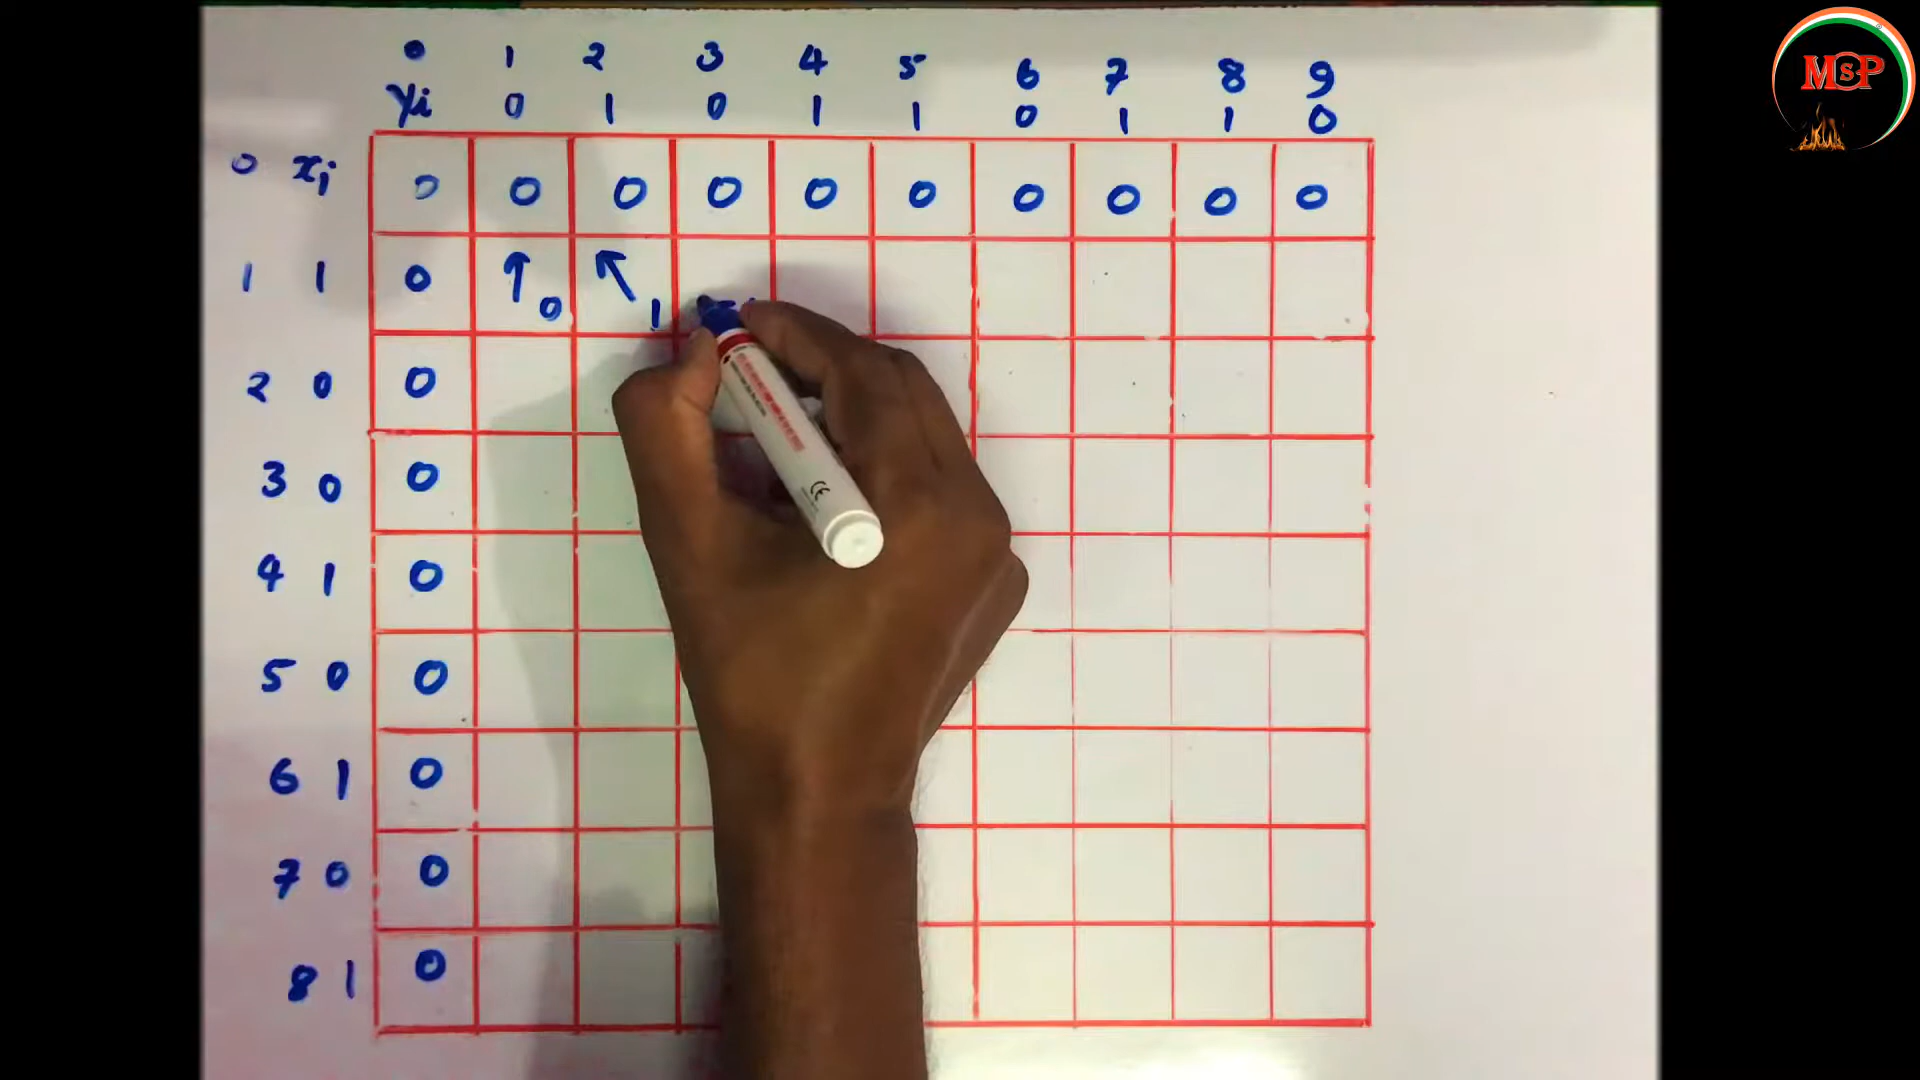 MSP
0 1 2 3 4 5 6 7 8 9
yi 0 1 0 1 1 0 1 1 0
0 xi 0 0 0 0 0 0 0 0 0 0
1 1 0 ↑ 0 ↖ 1
2 0 0
3 0 0
4 1 0
5 0 0
6 1 0
7 0 0
8 1 0
CE